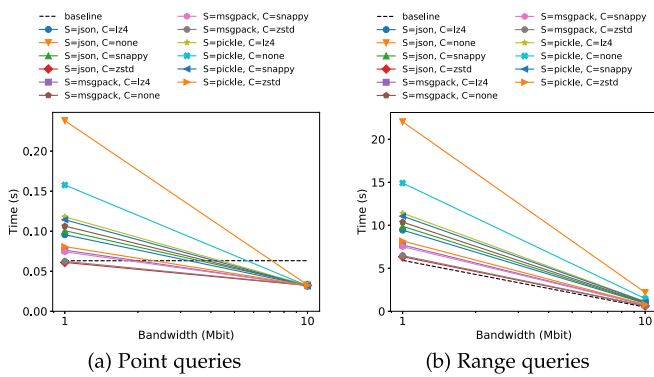 baseline
S=json, C=lz4
S=json, C=none
S=json, C=snappy
S=json, C=zstd
S=msgpack, C=lz4
S=msgpack, C=none
S=msgpack, C=snappy
S=msgpack, C=zstd
S=pickle, C=lz4
S=pickle, C=none
S=pickle, C=snappy
S=pickle, C=zstd
0.20
0.15
0.10
0.05
0.00
Time (s)
1
10
Bandwidth (Mbit)
(a) Point queries
baseline
S=json, C=lz4
S=json, C=none
S=json, C=snappy
S=json, C=zstd
S=msgpack, C=lz4
S=msgpack, C=none
S=msgpack, C=snappy
S=msgpack, C=zstd
S=pickle, C=lz4
S=pickle, C=none
S=pickle, C=snappy
S=pickle, C=zstd
20
15
10
5
0
Time (s)
1
10
Bandwidth (Mbit)
(b) Range queries